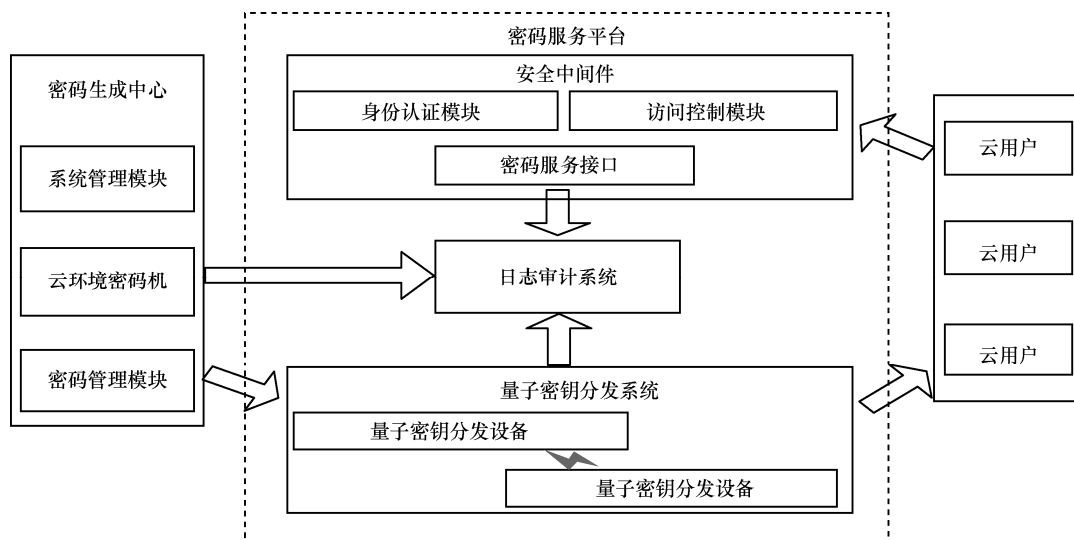 密码服务平台
密码生成中心
系统管理模块
云环境密码机
密码管理模块
安全中间件
身份认证模块
访问控制模块
密码服务接口
日志审计系统
量子密钥分发系统
量子密钥分发设备
量子密钥分发设备
云用户
云用户
云用户